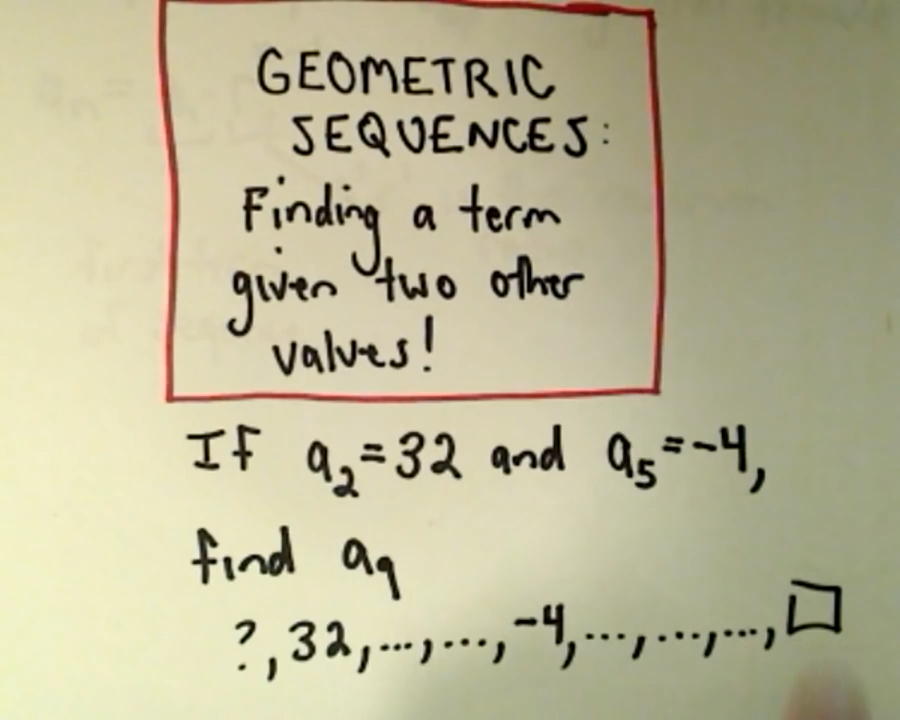 GEOMETRIC
SEQUENCES:
Finding a term
given two other
values!
If a₂=32 and a₅=-4,
find a₉
?,32,...,...,-4,...,...,...,□